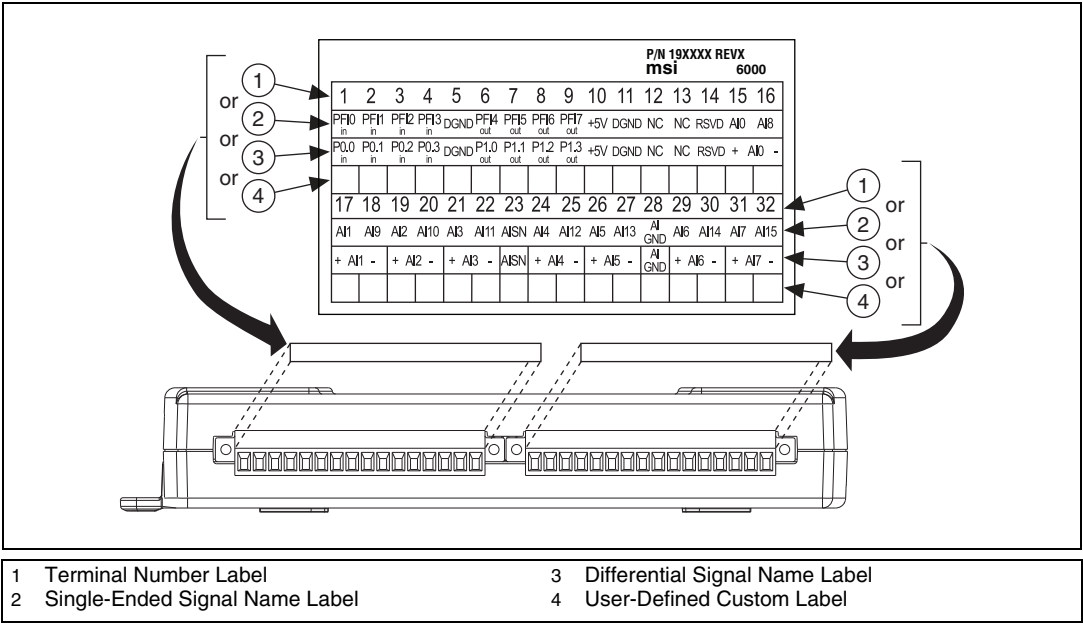 P/N 19XXXX REVX
msi 6000
1 2 3 4 5 6 7 8 9 10 11 12 13 14 15 16
PFI0 in PFI1 in PFI2 in PFI3 in DGND PFI4 out PFI5 out PFI6 out PFI7 out +5V DGND NC NC RSVD AI0 AI8
P0.0 in P0.1 in P0.2 in P0.3 in DGND P1.0 out P1.1 out P1.2 out P1.3 out +5V DGND NC NC RSVD + AI0 -
17 18 19 20 21 22 23 24 25 26 27 28 29 30 31 32
AI1 AI9 AI2 AI10 AI3 AI11 AISN AI4 AI12 AI5 AI13 AI GND AI6 AI14 AI7 AI15
+ AI1 - + AI2 - + AI3 - AISN + AI4 - + AI5 - AI GND + AI6 - + AI7 -
1
or
2
or
3
or
4
1
or
2
or
3
or
4
1 Terminal Number Label
2 Single-Ended Signal Name Label
3 Differential Signal Name Label
4 User-Defined Custom Label